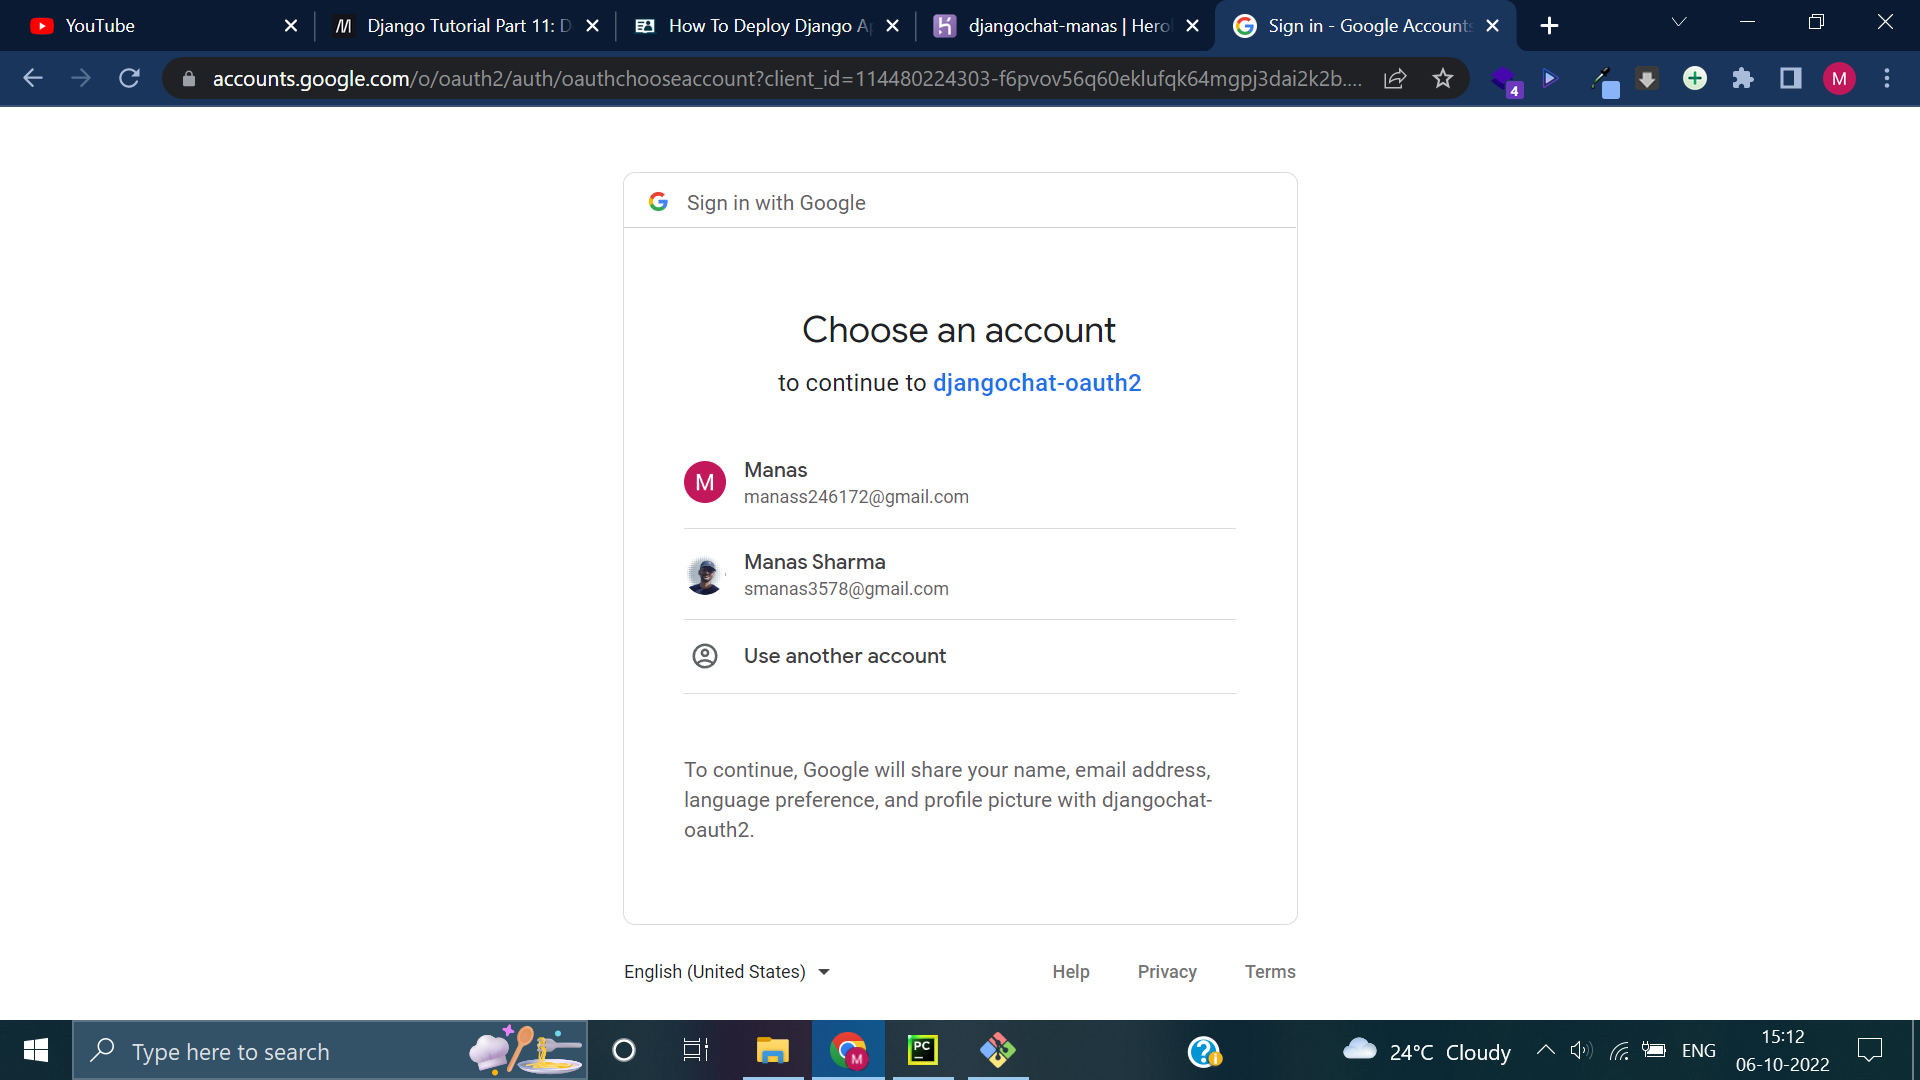 YouTube
Django Tutorial Part 11: D
How To Deploy Django A
djangochat-manas | Hero
Sign in - Google Accounts
accounts.google.com/o/oauth2/auth/oauthchooseaccount?client_id=114480224303-f6pvov56q60eklufqk64mgpj3dai2k2b....
4
M
Sign in with Google
Choose an account
to continue to djangochat-oauth2
M
Manas
manass246172@gmail.com
Manas Sharma
smanas3578@gmail.com
Use another account
To continue, Google will share your name, email address,
language preference, and profile picture with djangochat-
oauth2.
English (United States)
Help
Privacy
Terms
Type here to search
M
PC
24°C Cloudy
ENG
15:12
06-10-2022